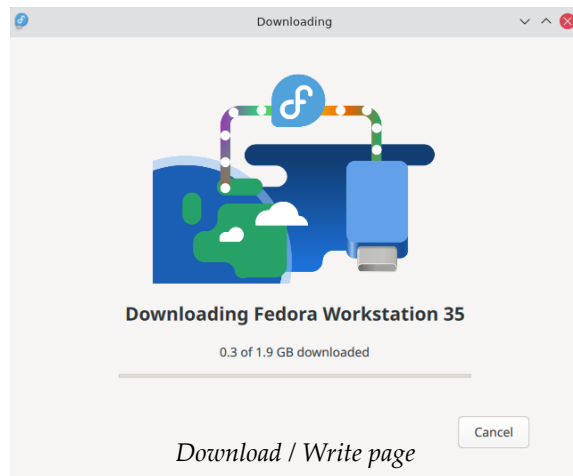 Downloading
Downloading Fedora Workstation 35
0.3 of 1.9 GB downloaded
Cancel
Download / Write page